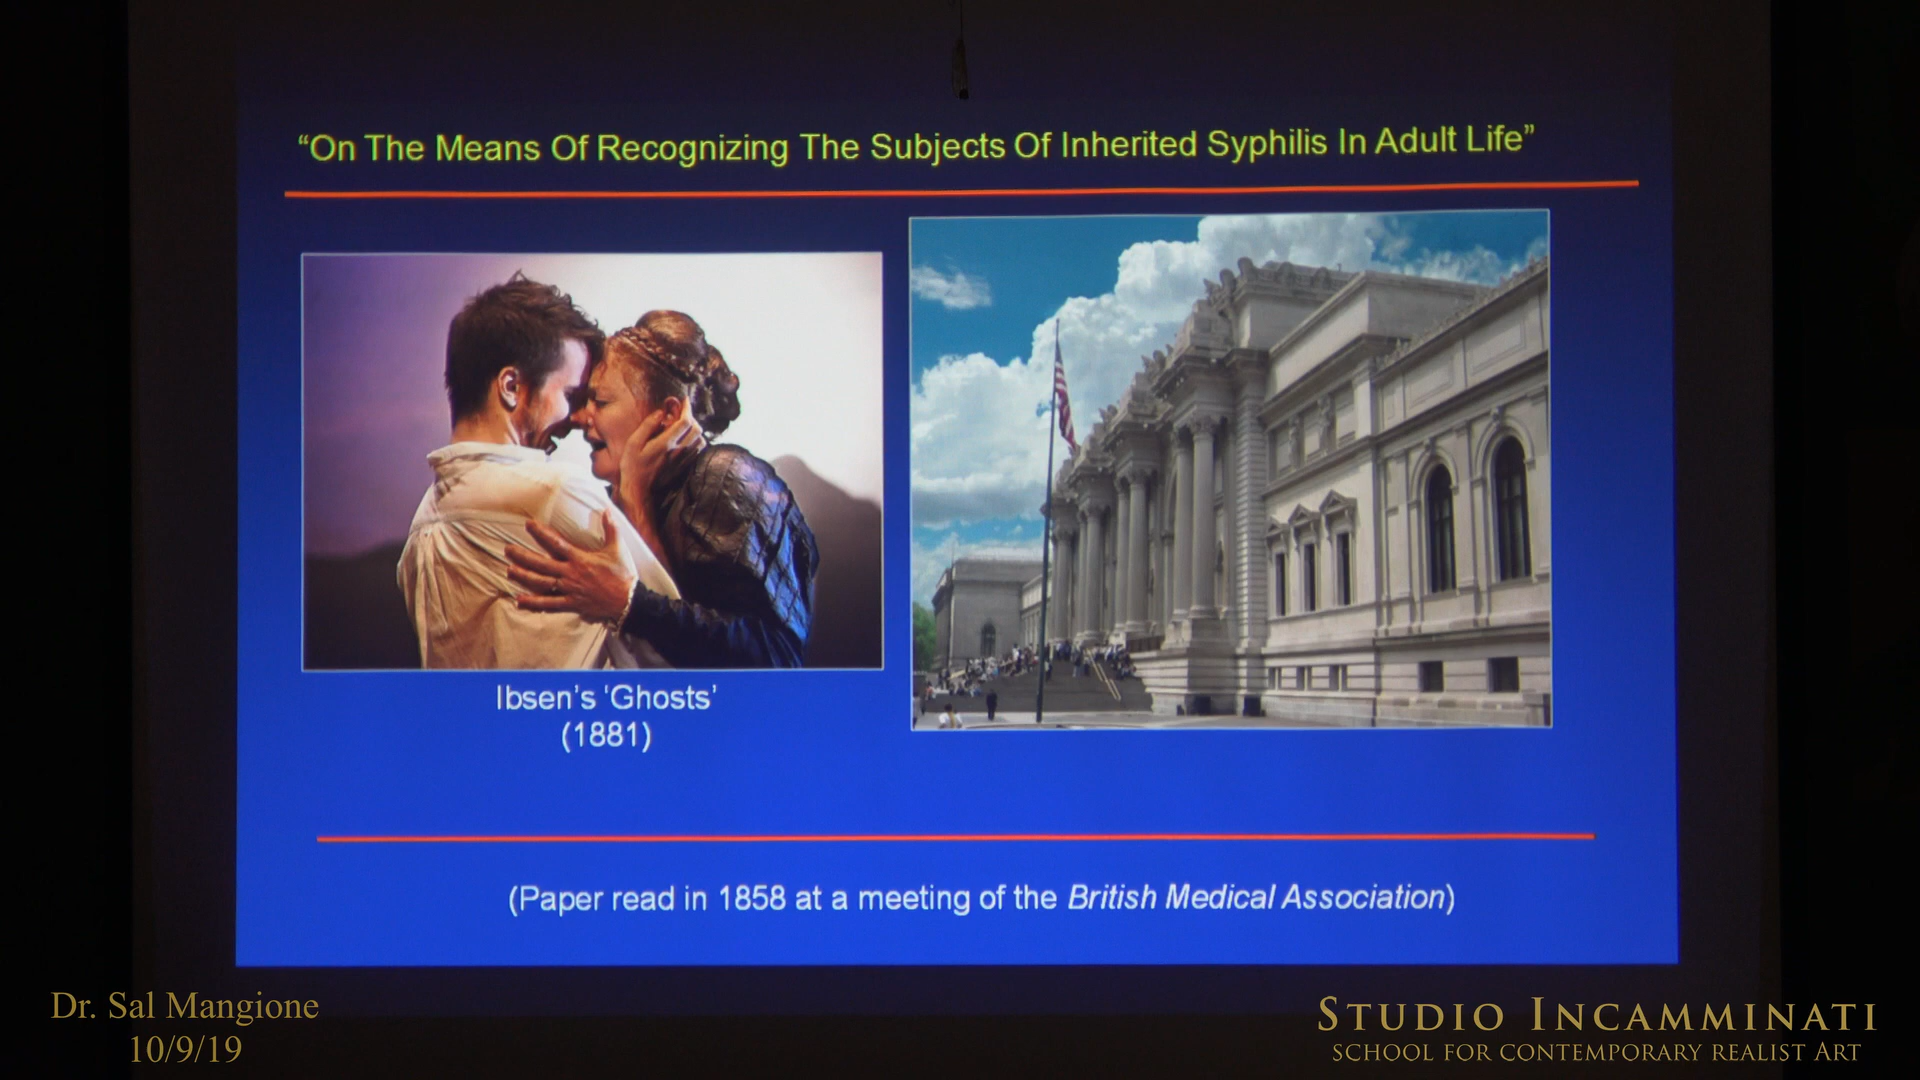 “On The Means Of Recognizing The Subjects Of Inherited Syphilis In Adult Life”
Ibsen’s ‘Ghosts’
(1881)
(Paper read in 1858 at a meeting of the British Medical Association)
Dr. Sal Mangione
10/9/19
STUDIO INCAMMINATI
SCHOOL FOR CONTEMPORARY REALIST ART